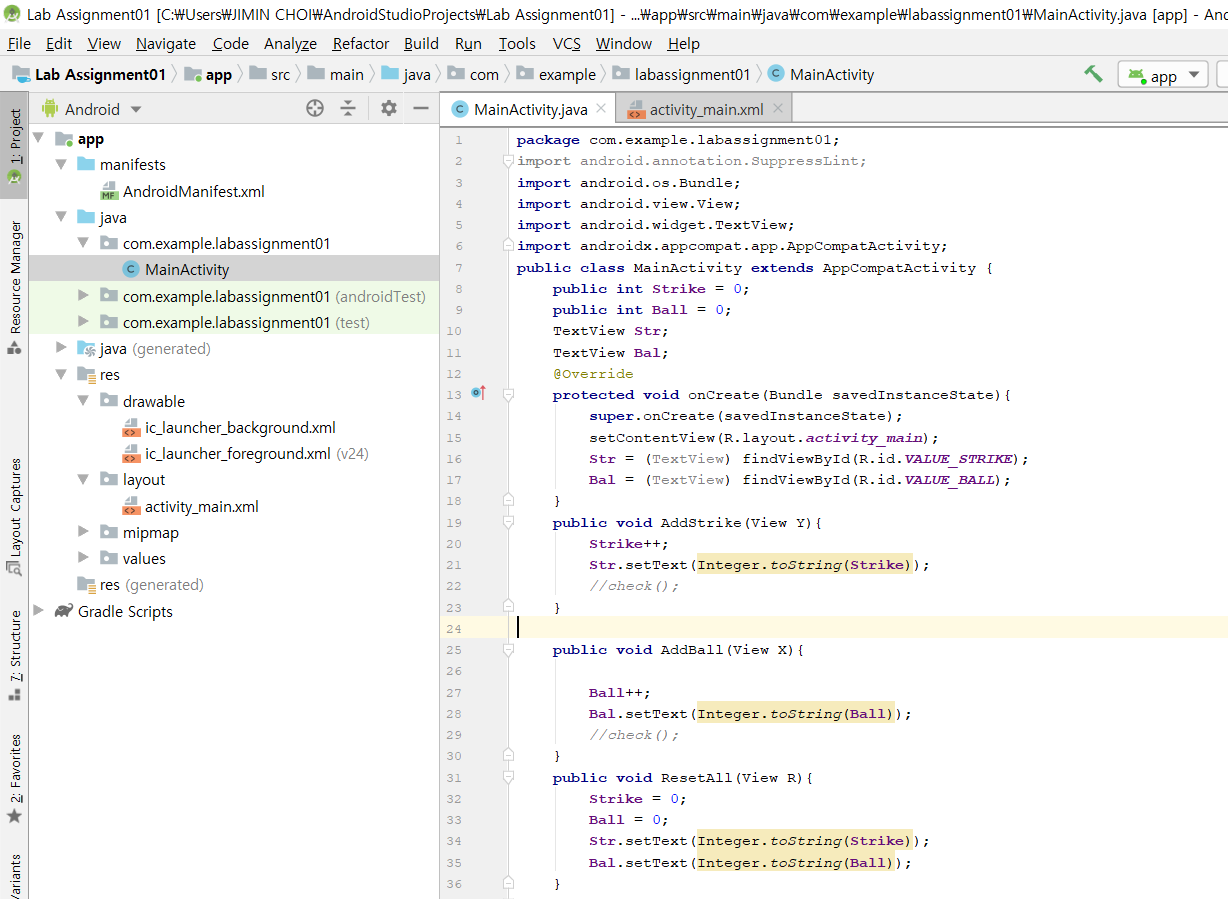 Lab Assignment01 [C:₩Users₩JIMIN CHOI₩AndroidStudioProjects₩Lab Assignment01] - ...₩app₩src₩main₩java₩com₩example₩labassignment01₩MainActivity.java [app] - And
File Edit View Navigate Code Analyze Refactor Build Run Tools VCS Window Help
Lab Assignment01 app src main java com example labassignment01 MainActivity app
Android
MainActivity.java activity_main.xml
1: Project
Resource Manager
Layout Captures
7: Structure
2: Favorites
Variants
app
manifests
AndroidManifest.xml
java
com.example.labassignment01
MainActivity
com.example.labassignment01 (androidTest)
com.example.labassignment01 (test)
java (generated)
res
drawable
ic_launcher_background.xml
ic_launcher_foreground.xml (v24)
layout
activity_main.xml
mipmap
values
res (generated)
Gradle Scripts
1 package com.example.labassignment01;
2 import android.annotation.SuppressLint;
3 import android.os.Bundle;
4 import android.view.View;
5 import android.widget.TextView;
6 import androidx.appcompat.app.AppCompatActivity;
7 public class MainActivity extends AppCompatActivity {
8 public int Strike = 0;
9 public int Ball = 0;
10 TextView Str;
11 TextView Bal;
12 @Override
13 protected void onCreate(Bundle savedInstanceState){
14 super.onCreate(savedInstanceState);
15 setContentView(R.layout.activity_main);
16 Str = (TextView) findViewById(R.id.VALUE_STRIKE);
17 Bal = (TextView) findViewById(R.id.VALUE_BALL);
18 }
19 public void AddStrike(View Y){
20 Strike++;
21 Str.setText(Integer.toString(Strike));
22 //check();
23 }
24
25 public void AddBall(View X){
26
27 Ball++;
28 Bal.setText(Integer.toString(Ball));
29 //check();
30 }
31 public void ResetAll(View R){
32 Strike = 0;
33 Ball = 0;
34 Str.setText(Integer.toString(Strike));
35 Bal.setText(Integer.toString(Ball));
36 }